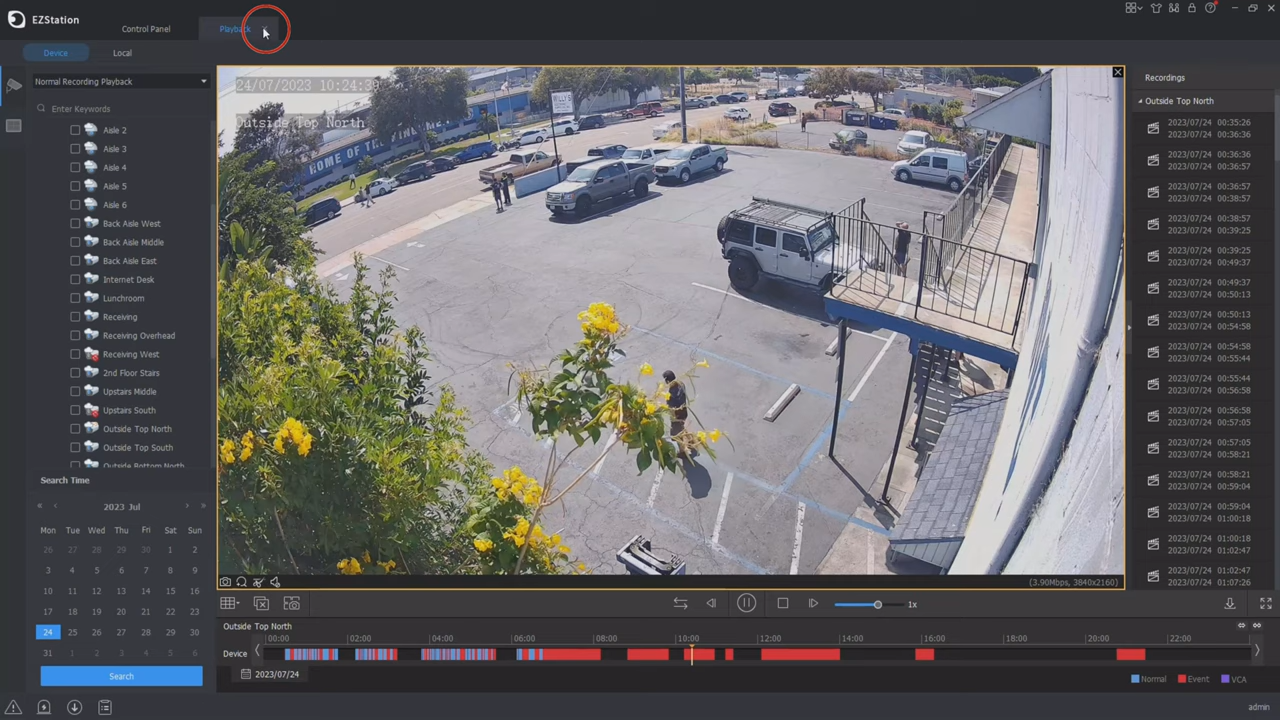 EZStation
Control Panel
Playback
Device
Local
Normal Recording Playback
Enter Keywords
Aisle 2
Aisle 3
Aisle 4
Aisle 5
Aisle 6
Back Aisle West
Back Aisle Middle
Back Aisle East
Internet Desk
Lunchroom
Receiving
Receiving Overhead
Receiving West
2nd Floor Stairs
Upstairs Middle
Upstairs South
Outside Top North
Outside Top South
Outside Bottom North
Search Time
2023 Jul
Mon Tue Wed Thu Fri Sat Sun
26 27 28 29 30 1 2
3 4 5 6 7 8 9
10 11 12 13 14 15 16
17 18 19 20 21 22 23
24 25 26 27 28 29 30
31 1 2 3 4 5 6
Search
24/07/2023 10:24:3
Outside Top North
HOME OF THE
(3.90Mbps, 3840x2160)
1x
Outside Top North
00:00 02:00 04:00 06:00 08:00 10:00 12:00 14:00 16:00 18:00 20:00 22:00
Device
2023/07/24
Normal Event VCA
Recordings
Outside Top North
2023/07/24 00:35:26
2023/07/24 00:36:36
2023/07/24 00:36:36
2023/07/24 00:36:57
2023/07/24 00:36:57
2023/07/24 00:38:57
2023/07/24 00:38:57
2023/07/24 00:39:25
2023/07/24 00:39:25
2023/07/24 00:49:37
2023/07/24 00:49:37
2023/07/24 00:50:13
2023/07/24 00:50:13
2023/07/24 00:54:58
2023/07/24 00:54:58
2023/07/24 00:55:44
2023/07/24 00:55:44
2023/07/24 00:56:58
2023/07/24 00:56:58
2023/07/24 00:57:05
2023/07/24 00:57:05
2023/07/24 00:58:21
2023/07/24 00:58:21
2023/07/24 00:59:04
2023/07/24 00:59:04
2023/07/24 01:00:18
2023/07/24 01:00:18
2023/07/24 01:02:47
2023/07/24 01:02:47
2023/07/24 01:07:26
admin